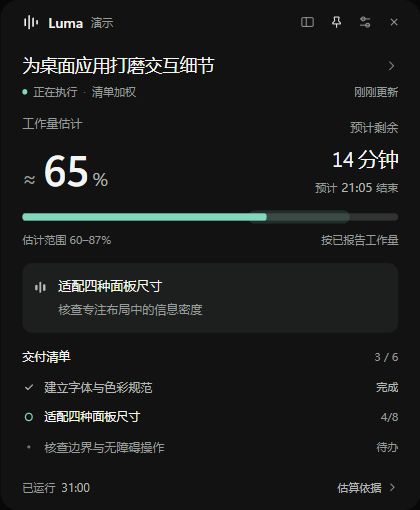 Luma 演示
为桌面应用打磨交互细节
正在执行 · 清单加权 刚刚更新
工作量估计 预计剩余
≈ 65 % 14 分钟
预计 21:05 结束
估计范围 60–87% 按已报告工作量
适配四种面板尺寸
核查专注布局中的信息密度
交付清单 3 / 6
建立字体与色彩规范 完成
适配四种面板尺寸 4/8
核查边界与无障碍操作 待办
已运行 31:00 估算依据